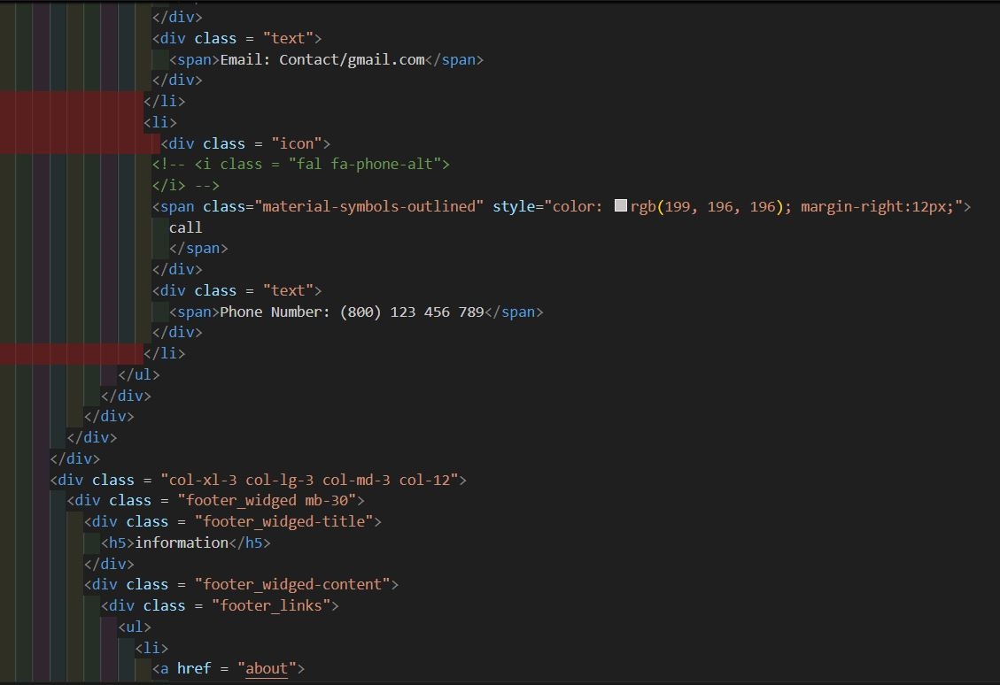 </div>
<div class = "text">
<span>Email: Contact/gmail.com</span>
</div>
</li>
<li>
<div class = "icon">
<!-- <i class = "fal fa-phone-alt">
</i> -->
<span class="material-symbols-outlined" style="color: rgb(199, 196, 196); margin-right:12px;">
call
</span>
</div>
<div class = "text">
<span>Phone Number: (800) 123 456 789</span>
</div>
</li>
</ul>
</div>
</div>
</div>
</div>
<div class = "col-xl-3 col-lg-3 col-md-3 col-12">
<div class = "footer_widged mb-30">
<div class = "footer_widged-title">
<h5>information</h5>
</div>
<div class = "footer_widged-content">
<div class = "footer_links">
<ul>
<li>
<a href = "about">